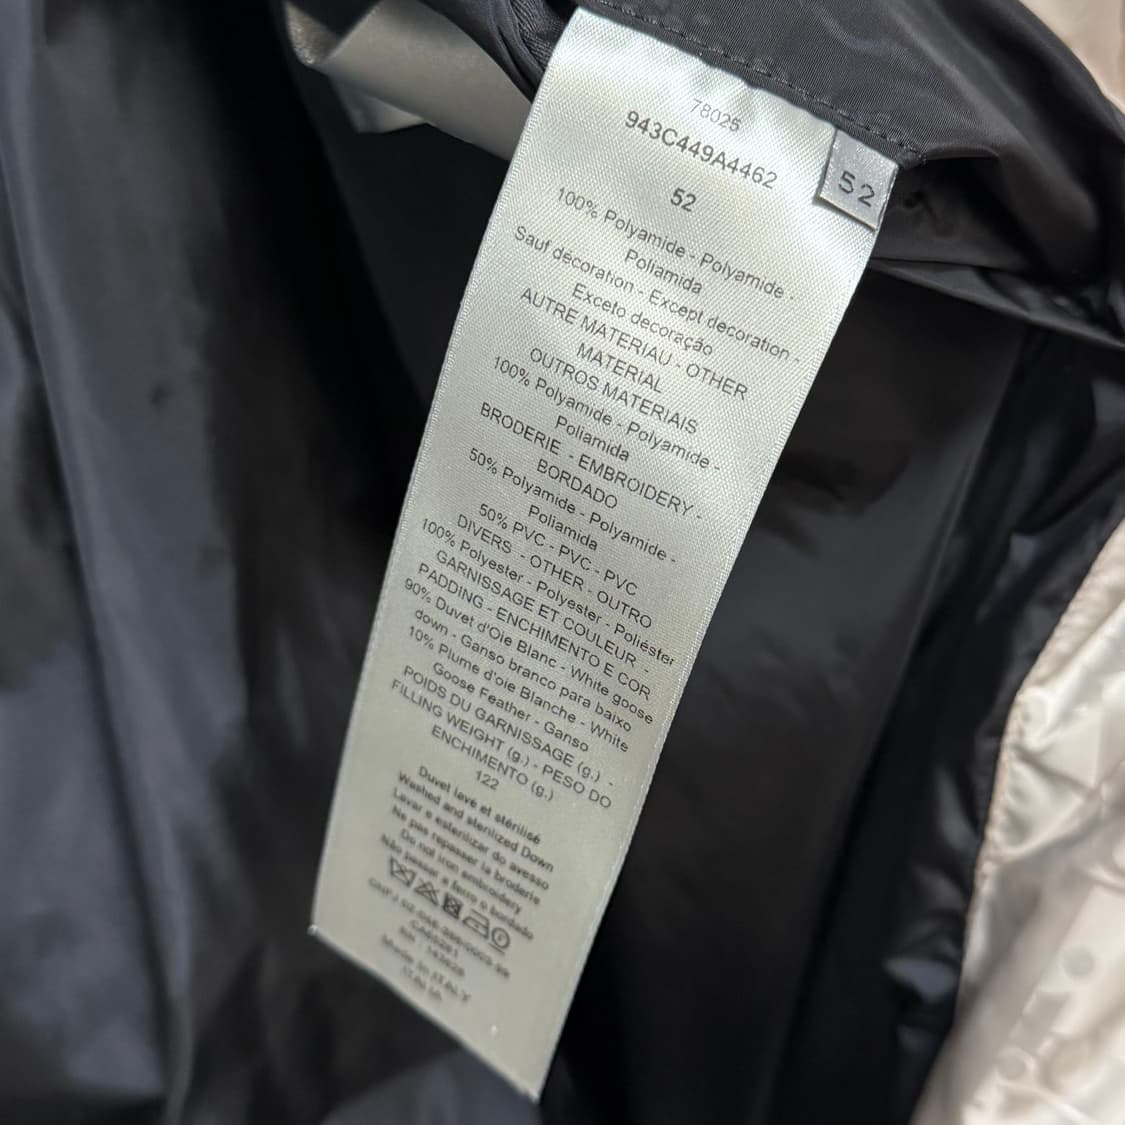 78025
943C449A4462
52
52
100% Polyamide - Polyamide -
Poliamida
Sauf décoration - Except decoration -
Exceto decoração
AUTRE MATERIAU - OTHER
MATERIAL
OUTROS MATERIAIS
100% Polyamide - Polyamide -
Poliamida
BRODERIE - EMBROIDERY -
BORDADO
50% Polyamide - Polyamide -
Poliamida
50% PVC - PVC - PVC
DIVERS - OTHER - OUTRO
100% Polyester - Polyester - Poliéster
GARNISSAGE ET COULEUR -
PADDING - ENCHIMENTO E COR
90% Duvet d'Oie Blanc - White goose
down - Ganso branco para baixo
10% Plume d'oie Blanche - White
Goose Feather - Ganso
POIDS DU GARNISSAGE (g.) -
FILLING WEIGHT (g.) - PESO DO
ENCHIMENTO (g.)
122
Duvet lavé et stérilisé
Washed and sterilized Down
Lavar e esterilizar do avesso
Ne pas repasser la broderie
Do not iron embroidery
Não passar a ferro o bordado
Made in ITALY